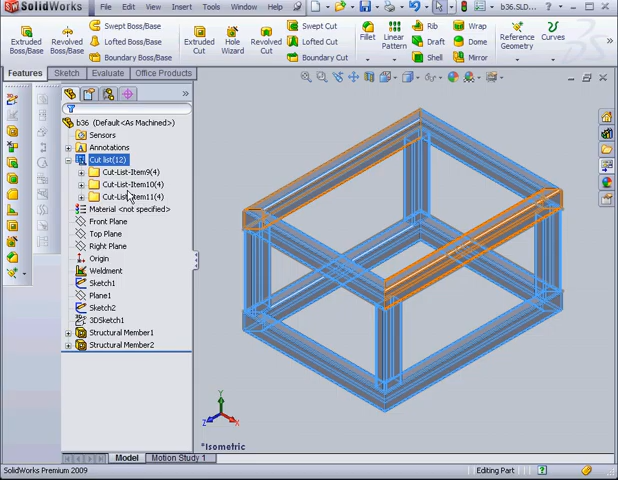 SolidWorks
File Edit View Insert Tools Window Help
b36.SLD...
Extruded Boss/Base
Revolved Boss/Base
Swept Boss/Base
Lofted Boss/Base
Boundary Boss/Base
Extruded Cut
Hole Wizard
Revolved Cut
Swept Cut
Lofted Cut
Boundary Cut
Fillet
Linear Pattern
Rib
Draft
Shell
Wrap
Dome
Mirror
Reference Geometry
Curves
Features Sketch Evaluate Office Products
b36 (Default<As Machined>)
Sensors
Annotations
Cut list(12)
Cut-List-Item9(4)
Cut-List-Item10(4)
Cut-List-Item11(4)
Material <not specified>
Front Plane
Top Plane
Right Plane
Origin
Weldment
Sketch1
Plane1
Sketch2
3DSketch1
Structural Member1
Structural Member2
Y
Z
X
*Isometric
Model Motion Study 1
SolidWorks Premium 2009
Editing Part